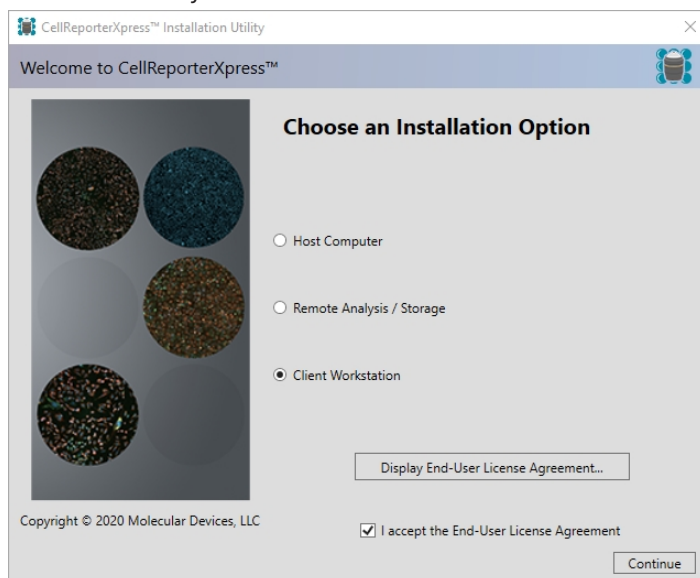 CellReporterXpress™ Installation Utility
Welcome to CellReporterXpress™
Choose an Installation Option
Host Computer
Remote Analysis / Storage
Client Workstation
Display End-User License Agreement...
Copyright © 2020 Molecular Devices, LLC
I accept the End-User License Agreement
Continue